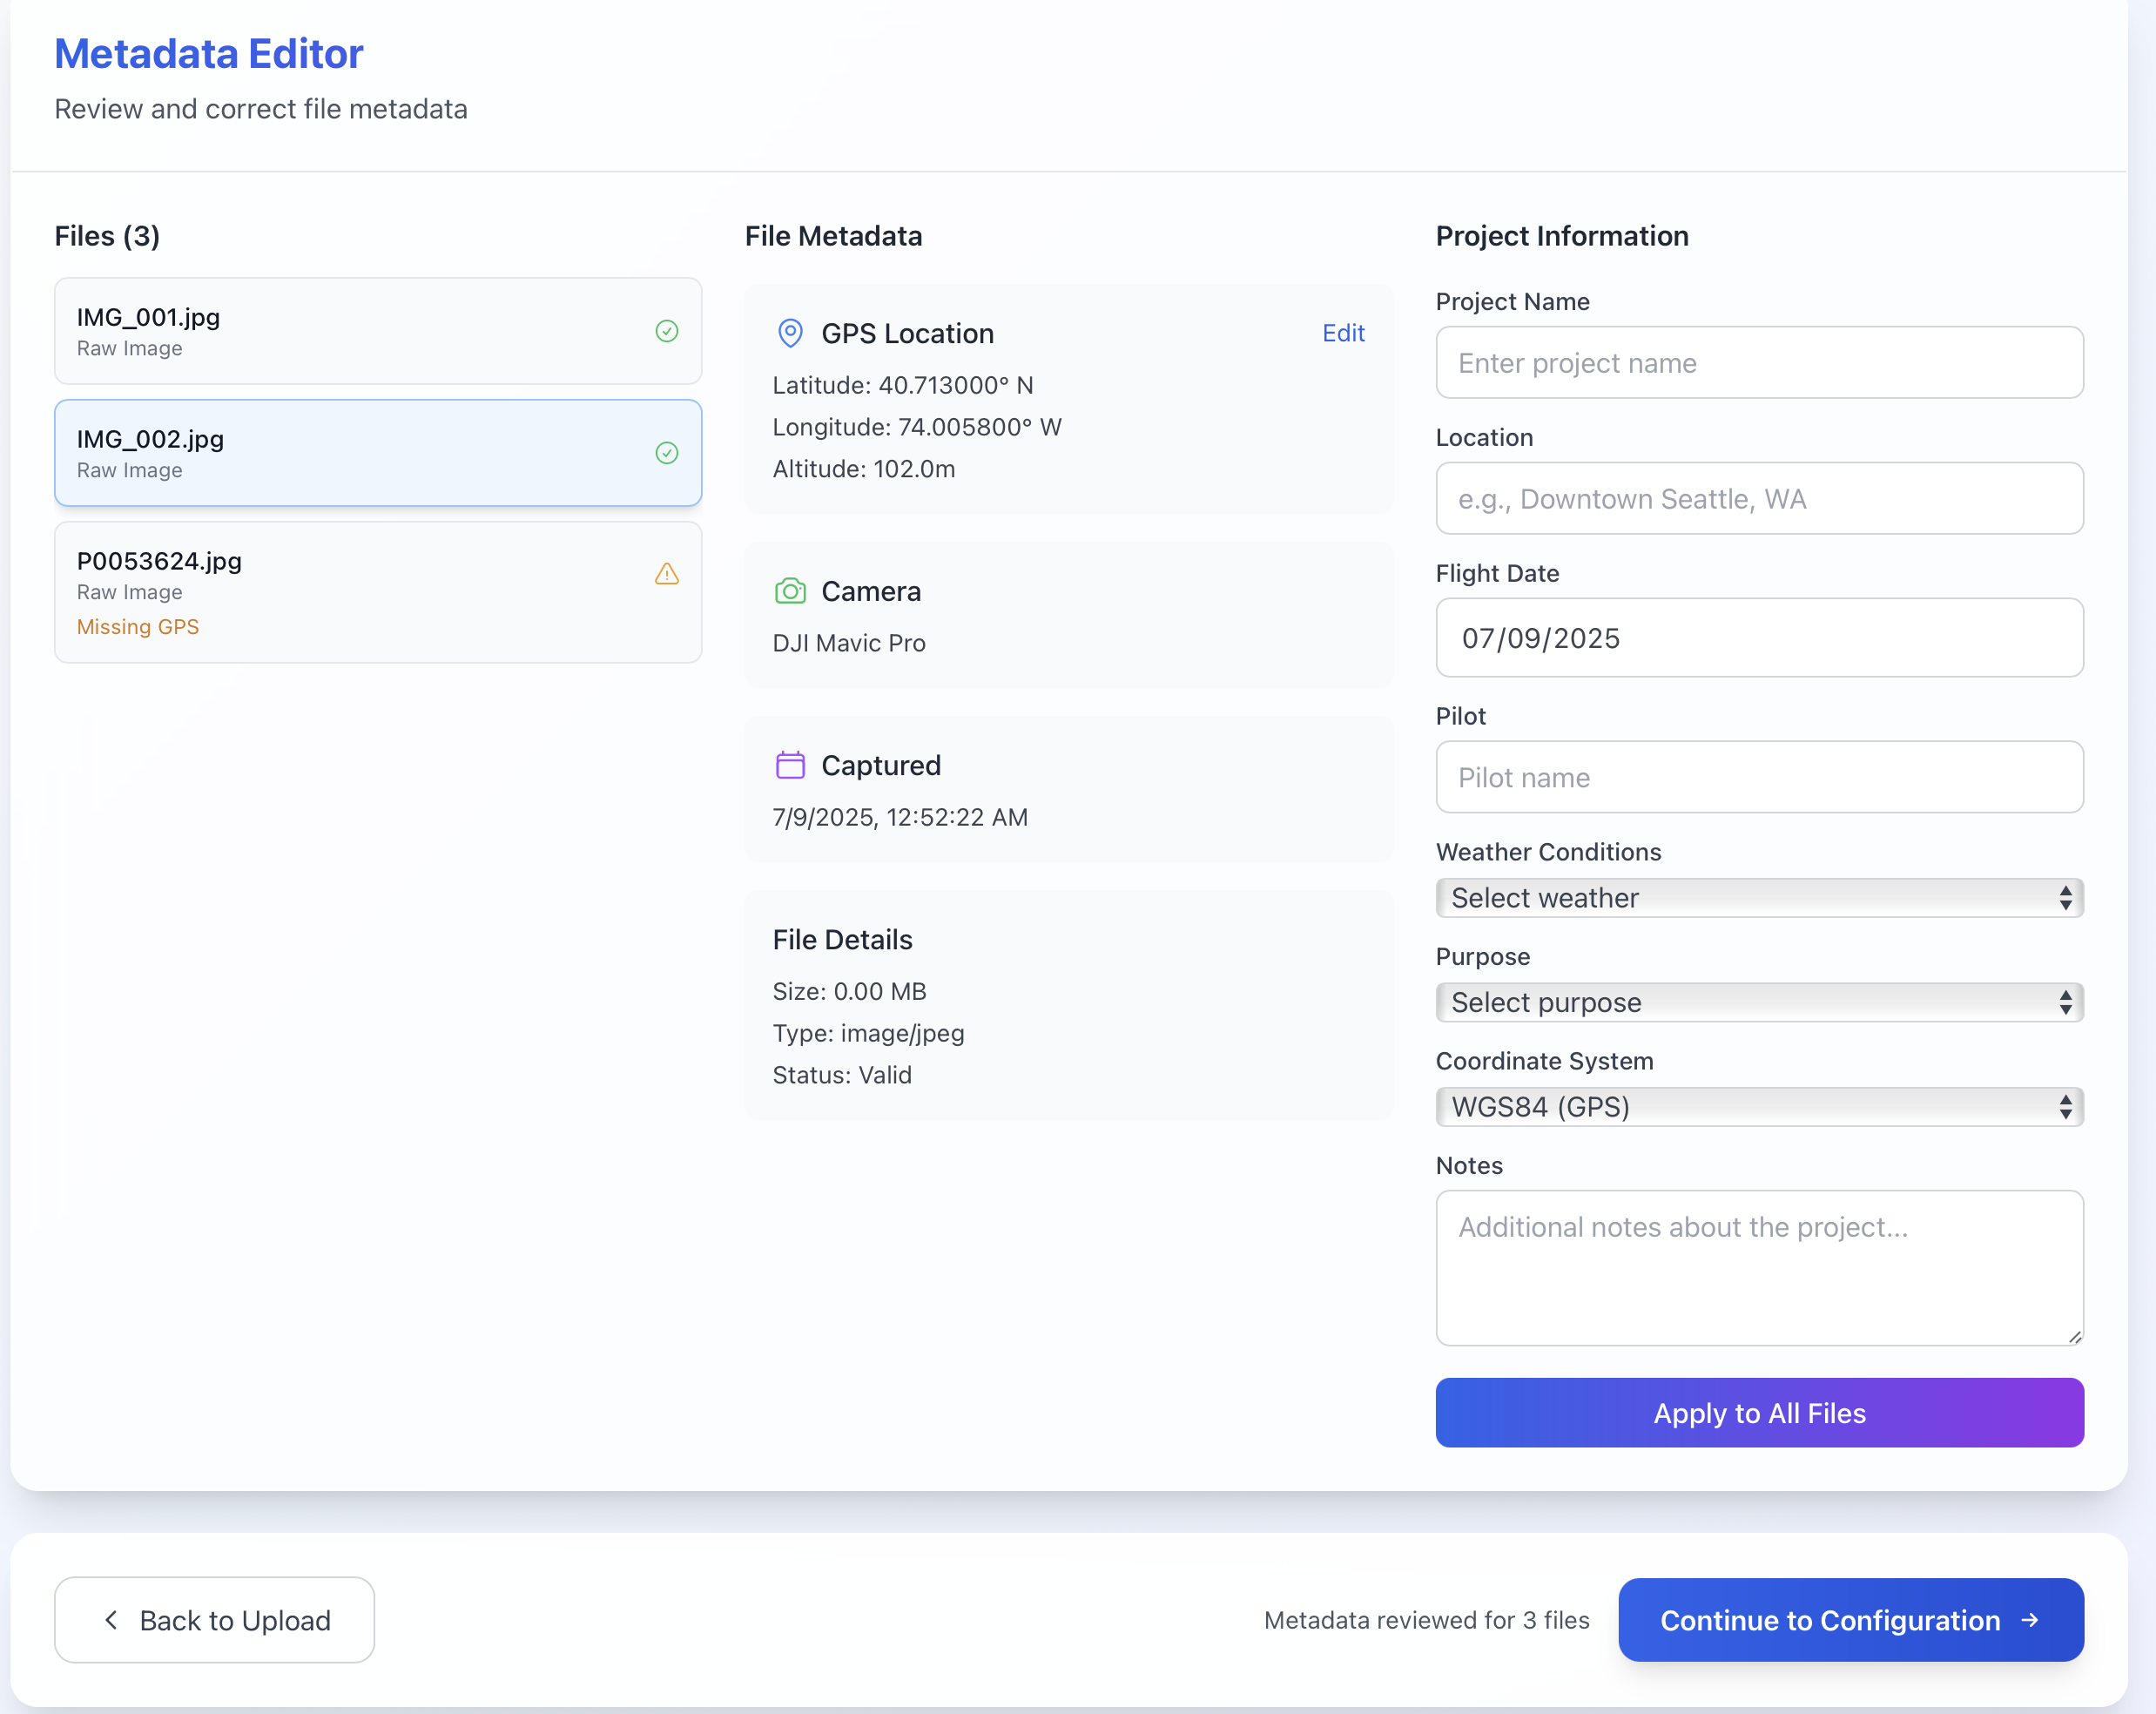 Metadata Editor
Review and correct file metadata
Files (3)
IMG_001.jpg
Raw Image
IMG_002.jpg
Raw Image
P0053624.jpg
Raw Image
Missing GPS
File Metadata
GPS Location
Edit
Latitude: 40.713000° N
Longitude: 74.005800° W
Altitude: 102.0m
Camera
DJI Mavic Pro
Captured
7/9/2025, 12:52:22 AM
File Details
Size: 0.00 MB
Type: image/jpeg
Status: Valid
Project Information
Project Name
Enter project name
Location
e.g., Downtown Seattle, WA
Flight Date
07/09/2025
Pilot
Pilot name
Weather Conditions
Select weather
Purpose
Select purpose
Coordinate System
WGS84 (GPS)
Notes
Additional notes about the project...
Apply to All Files
Back to Upload
Metadata reviewed for 3 files
Continue to Configuration →